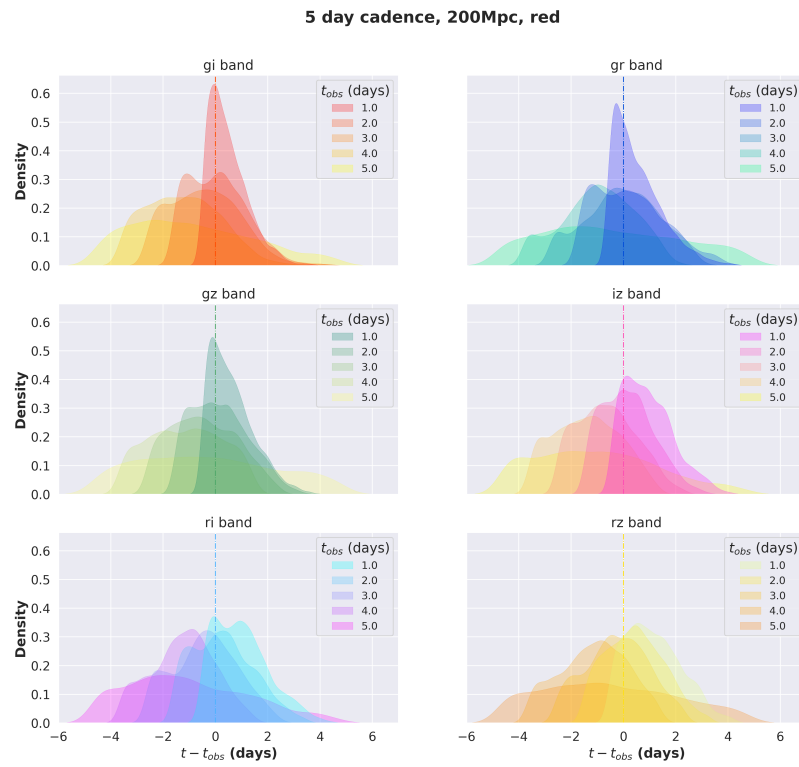 5 day cadence, 200Mpc, red
gi band
Density
0.6
0.5
0.4
0.3
0.2
0.1
0.0
t_obs (days)
1.0
2.0
3.0
4.0
5.0
gr band
t_obs (days)
1.0
2.0
3.0
4.0
5.0
gz band
Density
0.6
0.5
0.4
0.3
0.2
0.1
0.0
t_obs (days)
1.0
2.0
3.0
4.0
5.0
iz band
t_obs (days)
1.0
2.0
3.0
4.0
5.0
ri band
Density
0.6
0.5
0.4
0.3
0.2
0.1
0.0
t_obs (days)
1.0
2.0
3.0
4.0
5.0
−6 −4 −2 0 2 4 6
t − t_obs (days)
rz band
t_obs (days)
1.0
2.0
3.0
4.0
5.0
−6 −4 −2 0 2 4 6
t − t_obs (days)